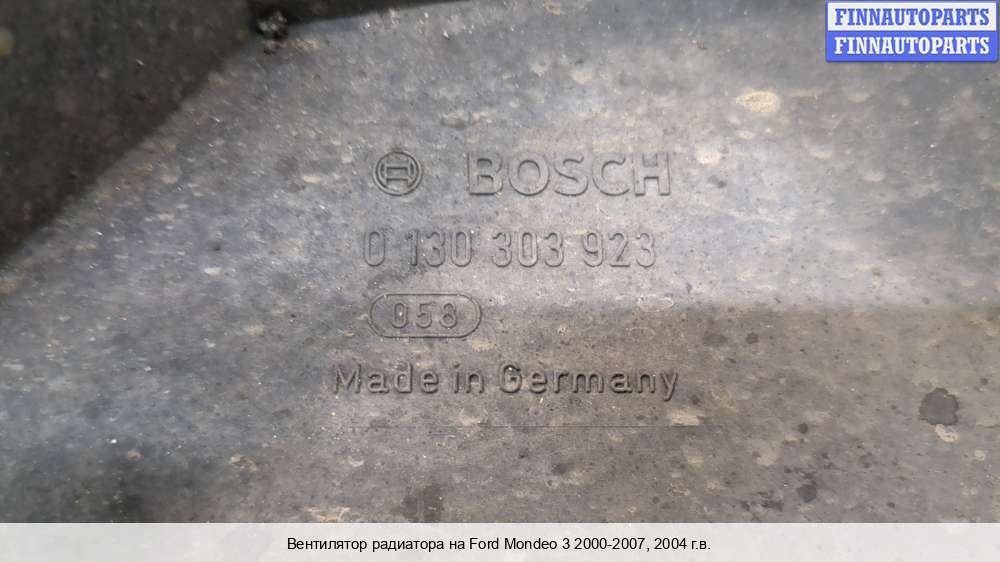 FINNAUTOPARTS
FINNAUTOPARTS
BOSCH
0 130 303 923
058
Made in Germany
Вентилятор радиатора на Ford Mondeo 3 2000-2007, 2004 г.в.